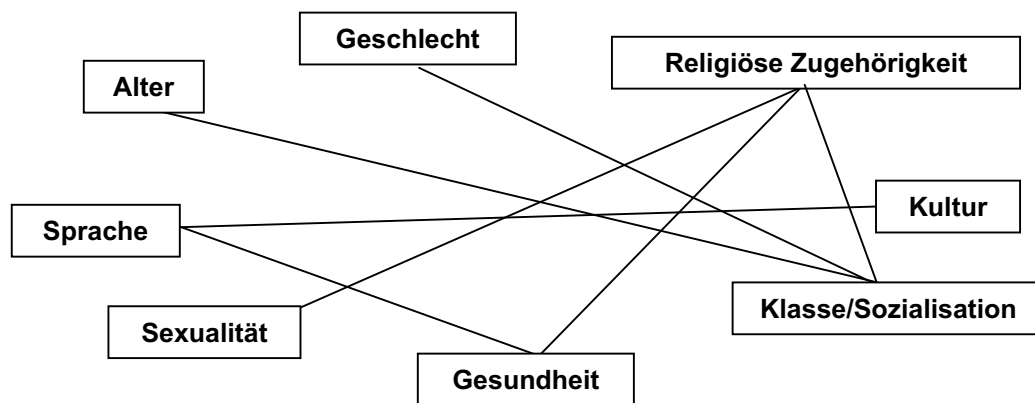 Geschlecht
Religiöse Zugehörigkeit
Alter
Kultur
Sprache
Klasse/Sozialisation
Sexualität
Gesundheit